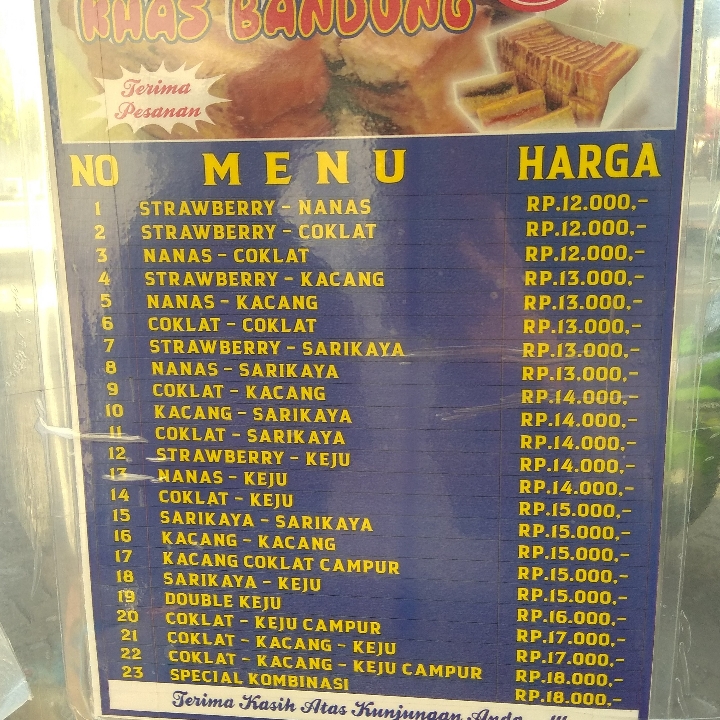 KHAS BANDUNG
Terima
Pesanan
NO MENU HARGA
1 STRAWBERRY - NANAS RP.12.000,-
2 STRAWBERRY - COKLAT RP.12.000,-
3 NANAS - COKLAT RP.12.000,-
4 STRAWBERRY - KACANG RP.13.000,-
5 NANAS - KACANG RP.13.000,-
6 COKLAT - COKLAT RP.13.000,-
7 STRAWBERRY - SARIKAYA RP.13.000,-
8 NANAS - SARIKAYA RP.13.000,-
9 COKLAT - KACANG RP.14.000,-
10 KACANG - SARIKAYA RP.14.000,-
11 COKLAT - SARIKAYA RP.14.000,-
12 STRAWBERRY - KEJU RP.14.000,-
13 NANAS - KEJU RP.14.000,-
14 COKLAT - KEJU RP.15.000,-
15 SARIKAYA - SARIKAYA RP.15.000,-
16 KACANG - KACANG RP.15.000,-
17 KACANG COKLAT CAMPUR RP.15.000,-
18 SARIKAYA - KEJU RP.15.000,-
19 DOUBLE KEJU RP.16.000,-
20 COKLAT - KEJU CAMPUR RP.17.000,-
21 COKLAT - KACANG - KEJU RP.17.000,-
22 COKLAT - KACANG - KEJU CAMPUR RP.18.000,-
23 SPECIAL KOMBINASI RP.18.000,-
Terima Kasih Atas Kunjungan Anda ...!!!